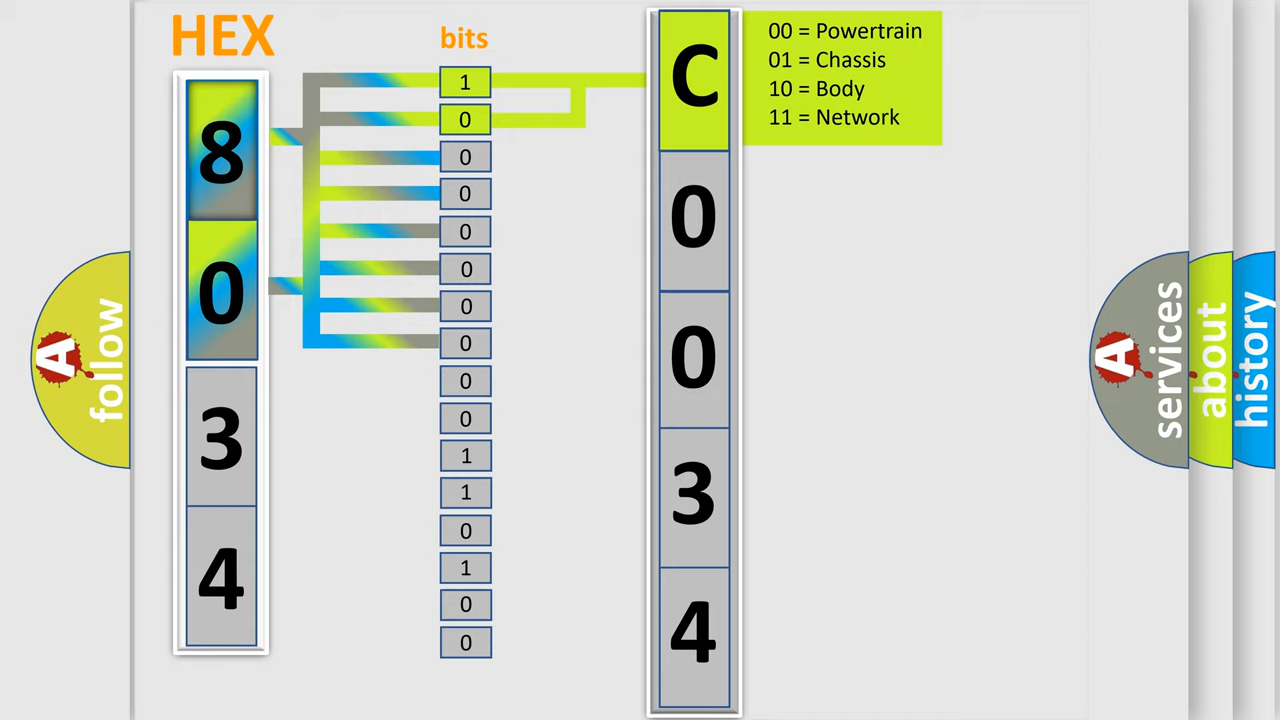 HEX
bits
8
0
3
4
1
0
0
0
0
0
0
0
0
0
1
1
0
1
0
0
C
0
0
3
4
00 = Powertrain
01 = Chassis
10 = Body
11 = Network
A
follow
A
services
about
history